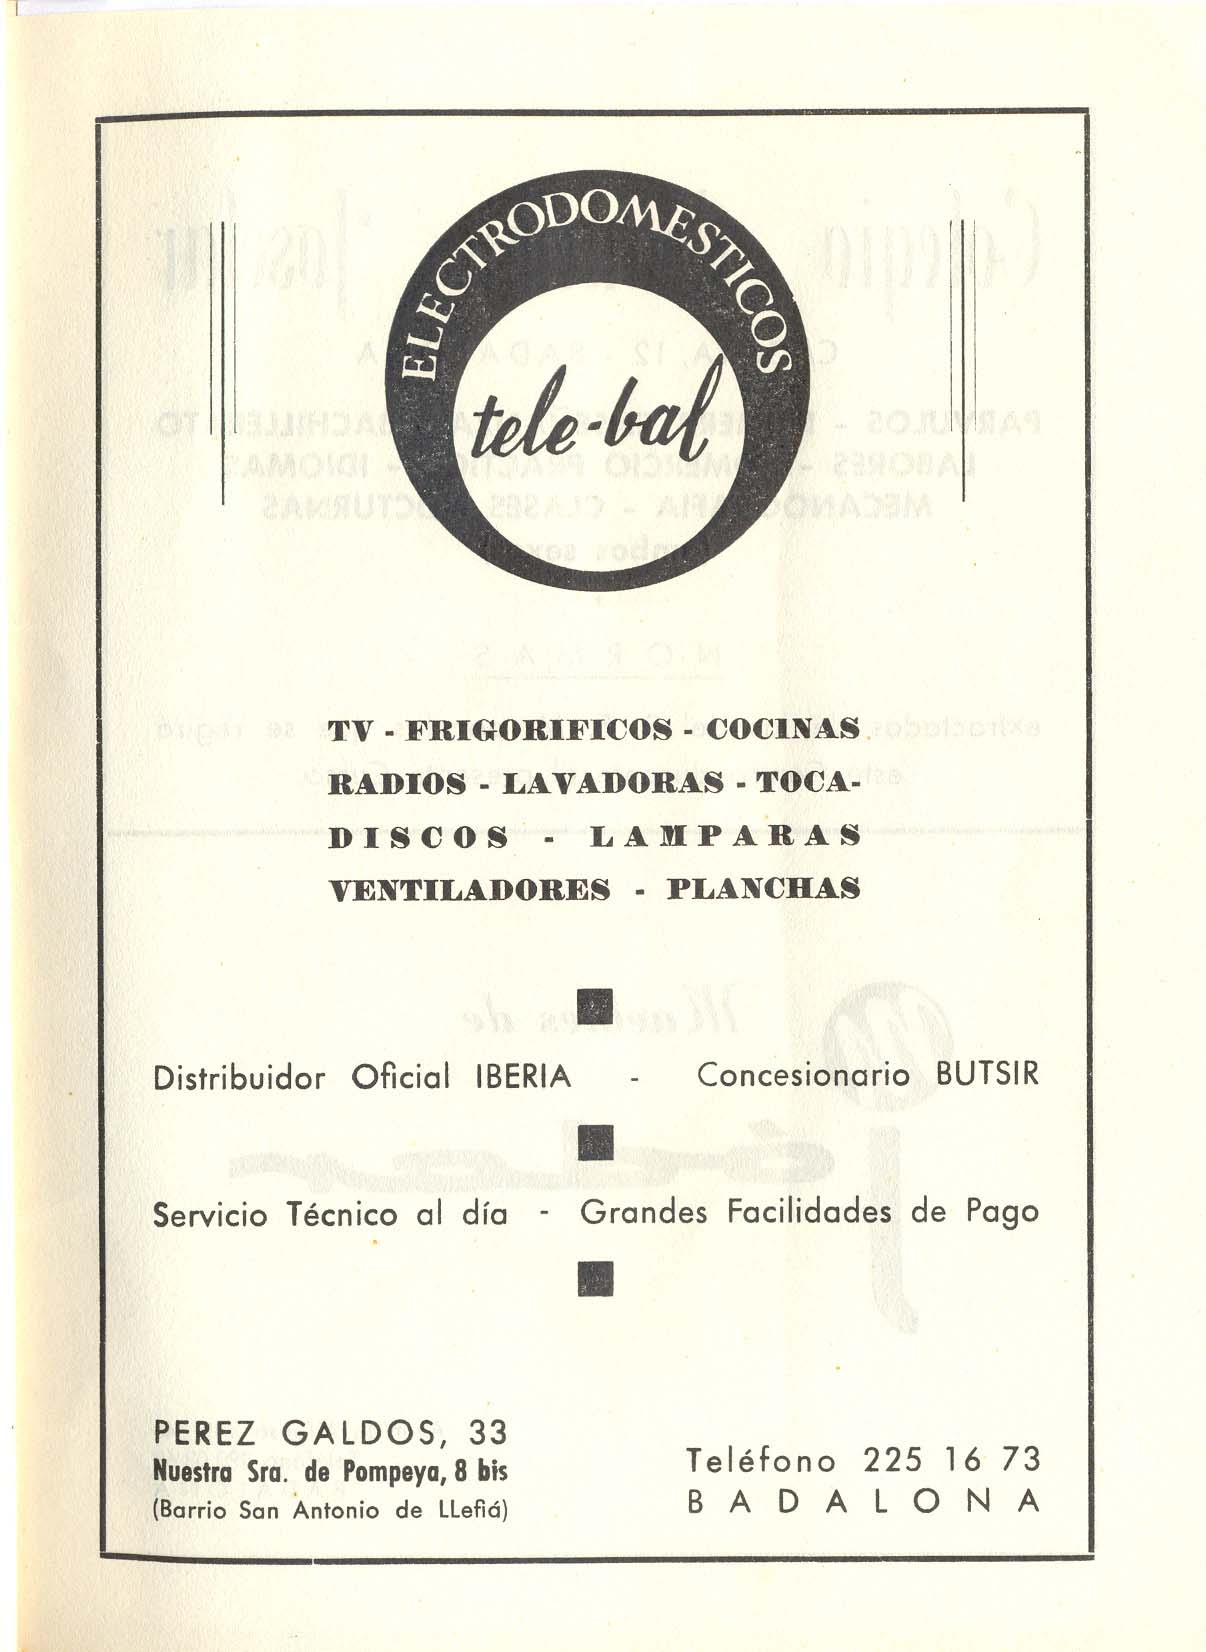 ELECTRODOMESTICOS
tele-bal
TV - FRIGORIFICOS - COCINAS
RADIOS - LAVADORAS - TOCA-
DISCOS - LAMPARAS
VENTILADORES - PLANCHAS
Distribuidor Oficial IBERIA - Concesionario BUTSIR
Servicio Técnico al día - Grandes Facilidades de Pago
PEREZ GALDOS, 33
Nuestra Sra. de Pompeya, 8 bis
(Barrio San Antonio de LLefiá)
Teléfono 225 16 73
BADALONA